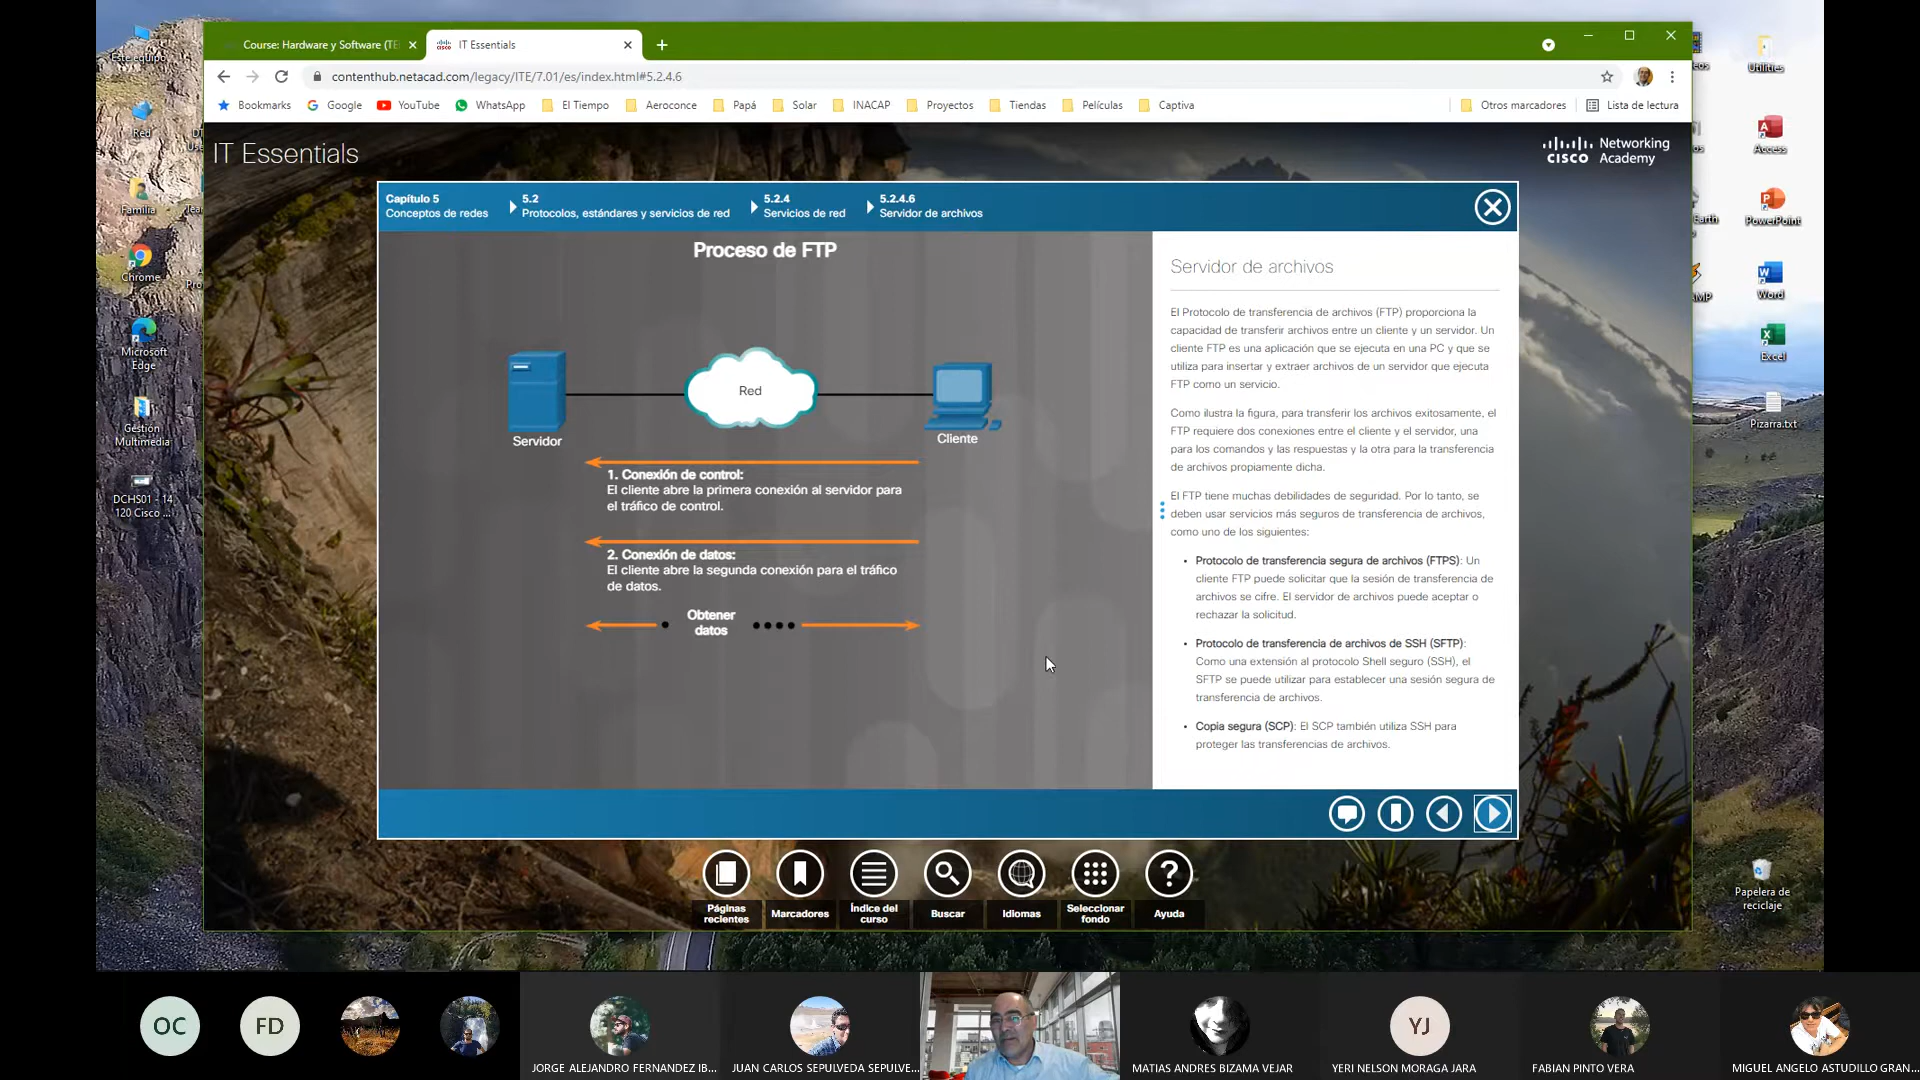 Este equipo
Red
Familia
Chrome
Microsoft
Edge
Gestión
Multimedia
DCHS01 - 14
120 Cisco ...
Course: Hardware y Software (TE
IT Essentials
contenthub.netacad.com/legacy/ITE/7.01/es/index.html#5.2.4.6
Bookmarks
Google
YouTube
WhatsApp
El Tiempo
Aeroconce
Papá
Solar
INACAP
Proyectos
Tiendas
Películas
Captiva
Otros marcadores
Lista de lectura
IT Essentials
CISCO
Networking
Academy
Capítulo 5
Conceptos de redes
5.2
Protocolos, estándares y servicios de red
5.2.4
Servicios de red
5.2.4.6
Servidor de archivos
Proceso de FTP
Servidor
Red
Cliente
1. Conexión de control:
El cliente abre la primera conexión al servidor para
el tráfico de control.
2. Conexión de datos:
El cliente abre la segunda conexión para el tráfico
de datos.
Obtener
datos
Servidor de archivos
El Protocolo de transferencia de archivos (FTP) proporciona la
capacidad de transferir archivos entre un cliente y un servidor. Un
cliente FTP es una aplicación que se ejecuta en una PC y que se
utiliza para insertar y extraer archivos de un servidor que ejecuta
FTP como un servicio.
Como ilustra la figura, para transferir los archivos exitosamente, el
FTP requiere dos conexiones entre el cliente y el servidor, una
para los comandos y las respuestas y la otra para la transferencia
de archivos propiamente dicha.
El FTP tiene muchas debilidades de seguridad. Por lo tanto, se
deben usar servicios más seguros de transferencia de archivos,
como uno de los siguientes:
• Protocolo de transferencia segura de archivos (FTPS): Un
cliente FTP puede solicitar que la sesión de transferencia de
archivos se cifre. El servidor de archivos puede aceptar o
rechazar la solicitud.
• Protocolo de transferencia de archivos de SSH (SFTP):
Como una extensión al protocolo Shell seguro (SSH), el
SFTP se puede utilizar para establecer una sesión segura de
transferencia de archivos.
• Copia segura (SCP): El SCP también utiliza SSH para
proteger las transferencias de archivos.
Páginas
recientes
Marcadores
Índice del
curso
Buscar
Idiomas
Seleccionar
fondo
Ayuda
Utilities
Access
PowerPoint
Word
Excel
Pizarra.txt
Papelera de
reciclaje
OC
FD
YJ
JORGE ALEJANDRO FERNANDEZ IB...
JUAN CARLOS SEPULVEDA SEPULVE...
MATIAS ANDRES BIZAMA VEJAR
YERI NELSON MORAGA JARA
FABIAN PINTO VERA
MIGUEL ANGELO ASTUDILLO GRAN...